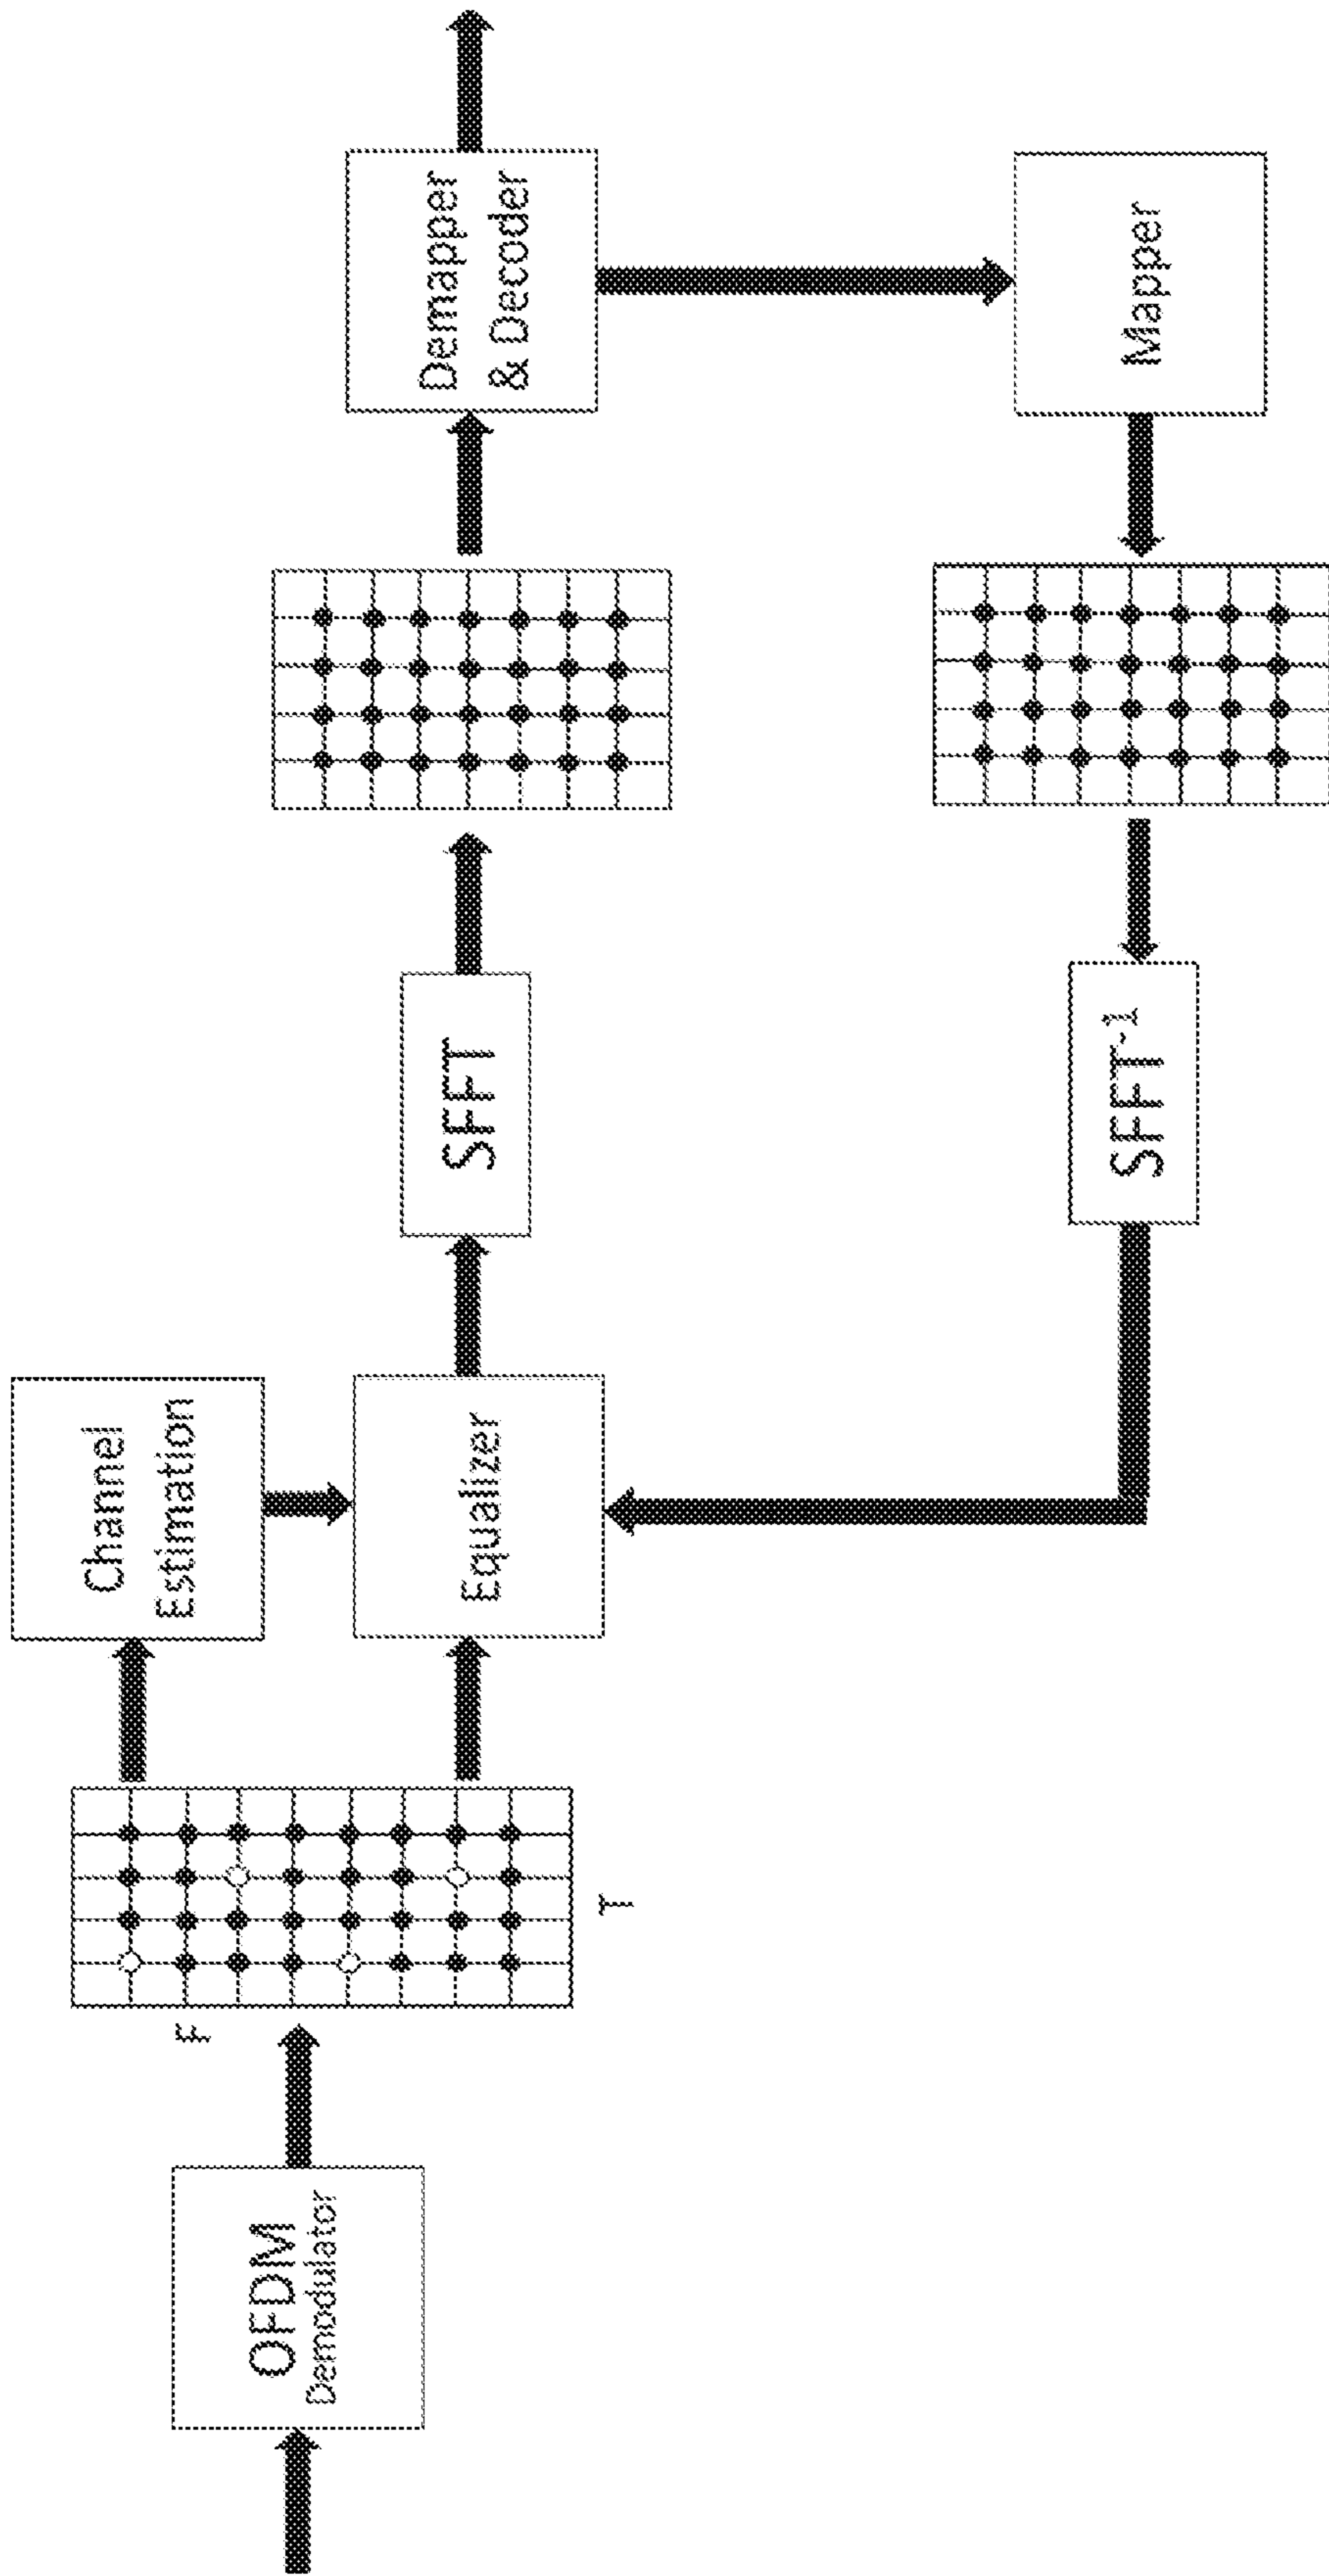 OFDM
Demodulator
F
T
Channel
Estimation
Equalizer
SFFT
Demapper
& Decoder
Mapper
SFFT-1